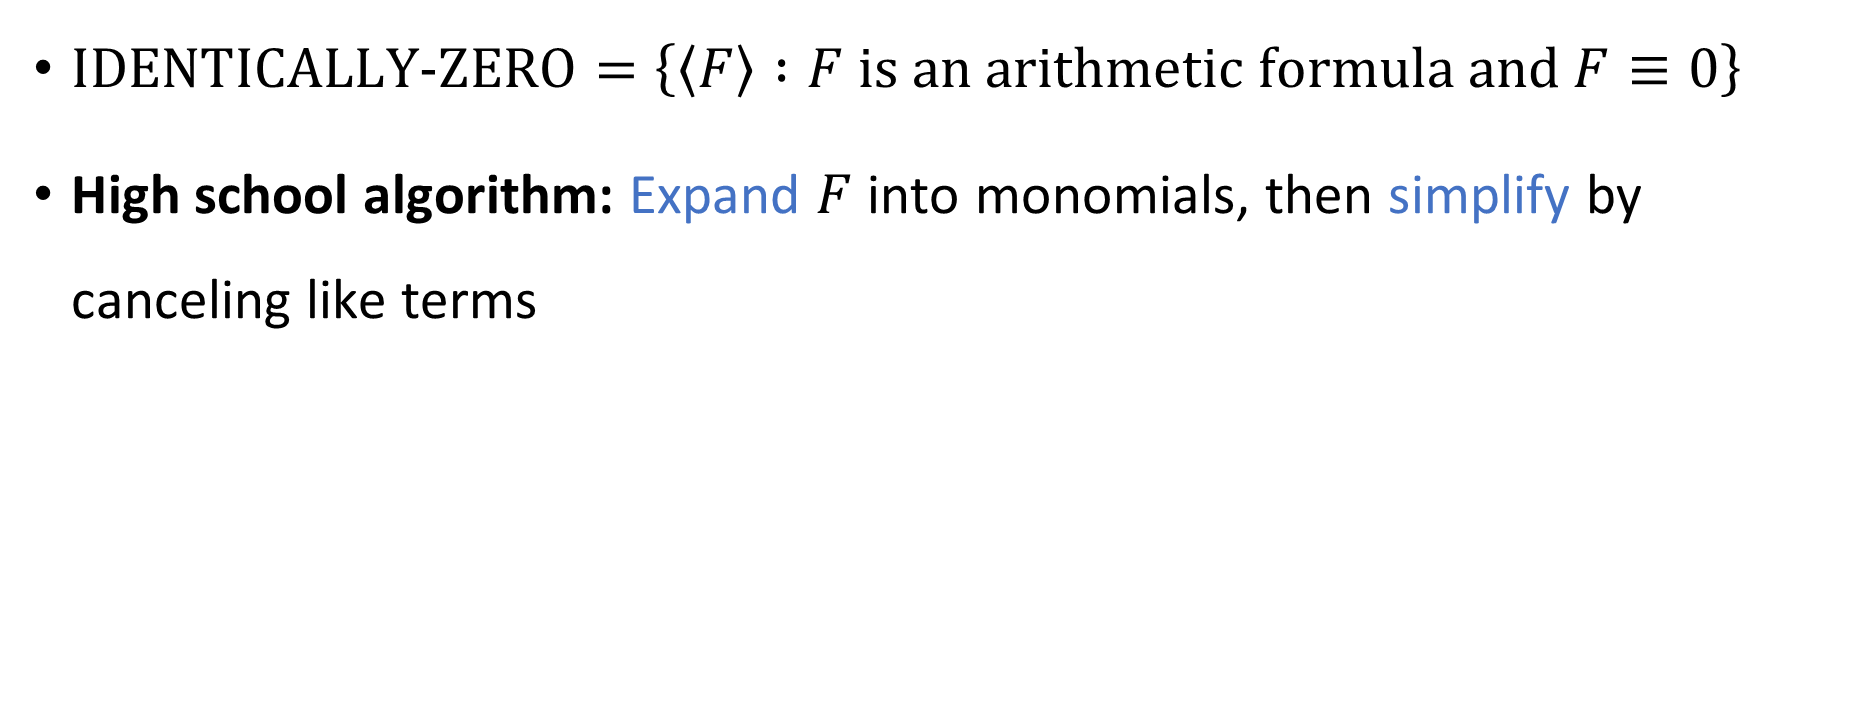 • IDENTICALLY-ZERO = {⟨𝐹⟩ : 𝐹 is an arithmetic formula and 𝐹 ≡ 0}
• High school algorithm: Expand 𝐹 into monomials, then simplify by
canceling like terms